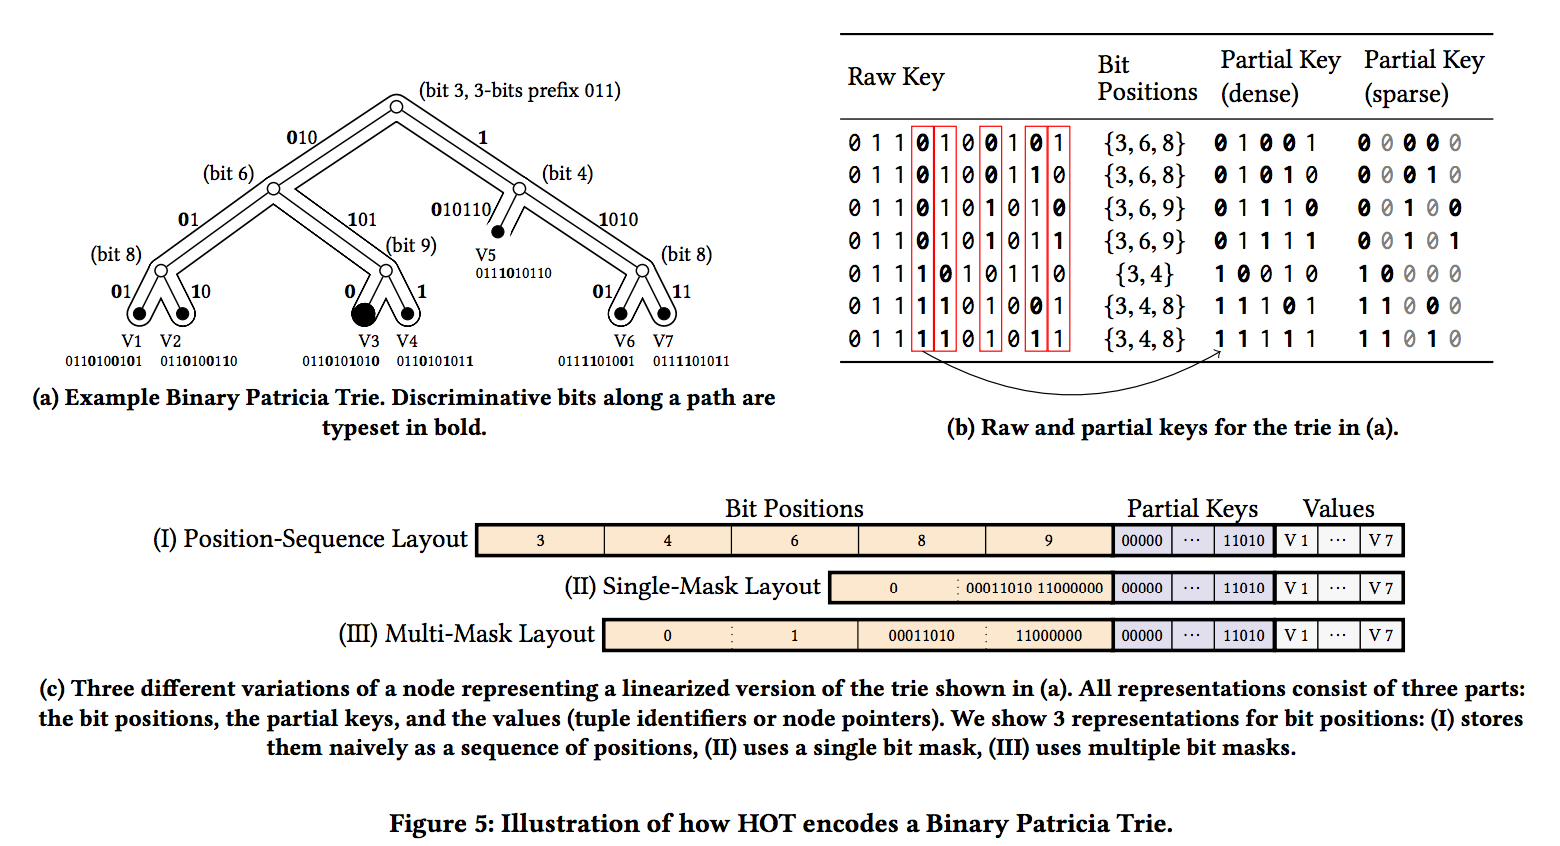 (bit 3, 3-bits prefix 011)
010
1
(bit 6)
(bit 4)
01
101
010110
1010
(bit 8)
(bit 9)
V5
0111010110
(bit 8)
01
10
0
1
01
11
V1 V2
V3 V4
V6 V7
0110100101 0110100110
0110101010 0110101011
0111101001 0111101011
(a) Example Binary Patricia Trie. Discriminative bits along a path are
typeset in bold.
Raw Key
Bit
Positions
Partial Key
(dense)
Partial Key
(sparse)
0 1 1 0 1 0 0 1 0 1 {3, 6, 8} 0 1 0 0 1 0 0 0 0 0
0 1 1 0 1 0 0 1 1 0 {3, 6, 8} 0 1 0 1 0 0 0 0 1 0
0 1 1 0 1 0 1 0 1 0 {3, 6, 9} 0 1 1 1 0 0 0 1 0 0
0 1 1 0 1 0 1 0 1 1 {3, 6, 9} 0 1 1 1 1 0 0 1 0 1
0 1 1 1 0 1 0 1 1 0 {3, 4} 1 0 0 1 0 1 0 0 0 0
0 1 1 1 1 0 1 0 0 1 {3, 4, 8} 1 1 1 0 1 1 1 0 0 0
0 1 1 1 1 0 1 0 1 1 {3, 4, 8} 1 1 1 1 1 1 1 0 1 0
(b) Raw and partial keys for the trie in (a).
Bit Positions Partial Keys Values
(I) Position-Sequence Layout 3 4 6 8 9 00000 ··· 11010 V 1 ··· V 7
(II) Single-Mask Layout 0 00011010 11000000 00000 ··· 11010 V 1 ··· V 7
(III) Multi-Mask Layout 0 1 00011010 11000000 00000 ··· 11010 V 1 ··· V 7
(c) Three different variations of a node representing a linearized version of the trie shown in (a). All representations consist of three parts:
the bit positions, the partial keys, and the values (tuple identifiers or node pointers). We show 3 representations for bit positions: (I) stores
them naively as a sequence of positions, (II) uses a single bit mask, (III) uses multiple bit masks.
Figure 5: Illustration of how HOT encodes a Binary Patricia Trie.